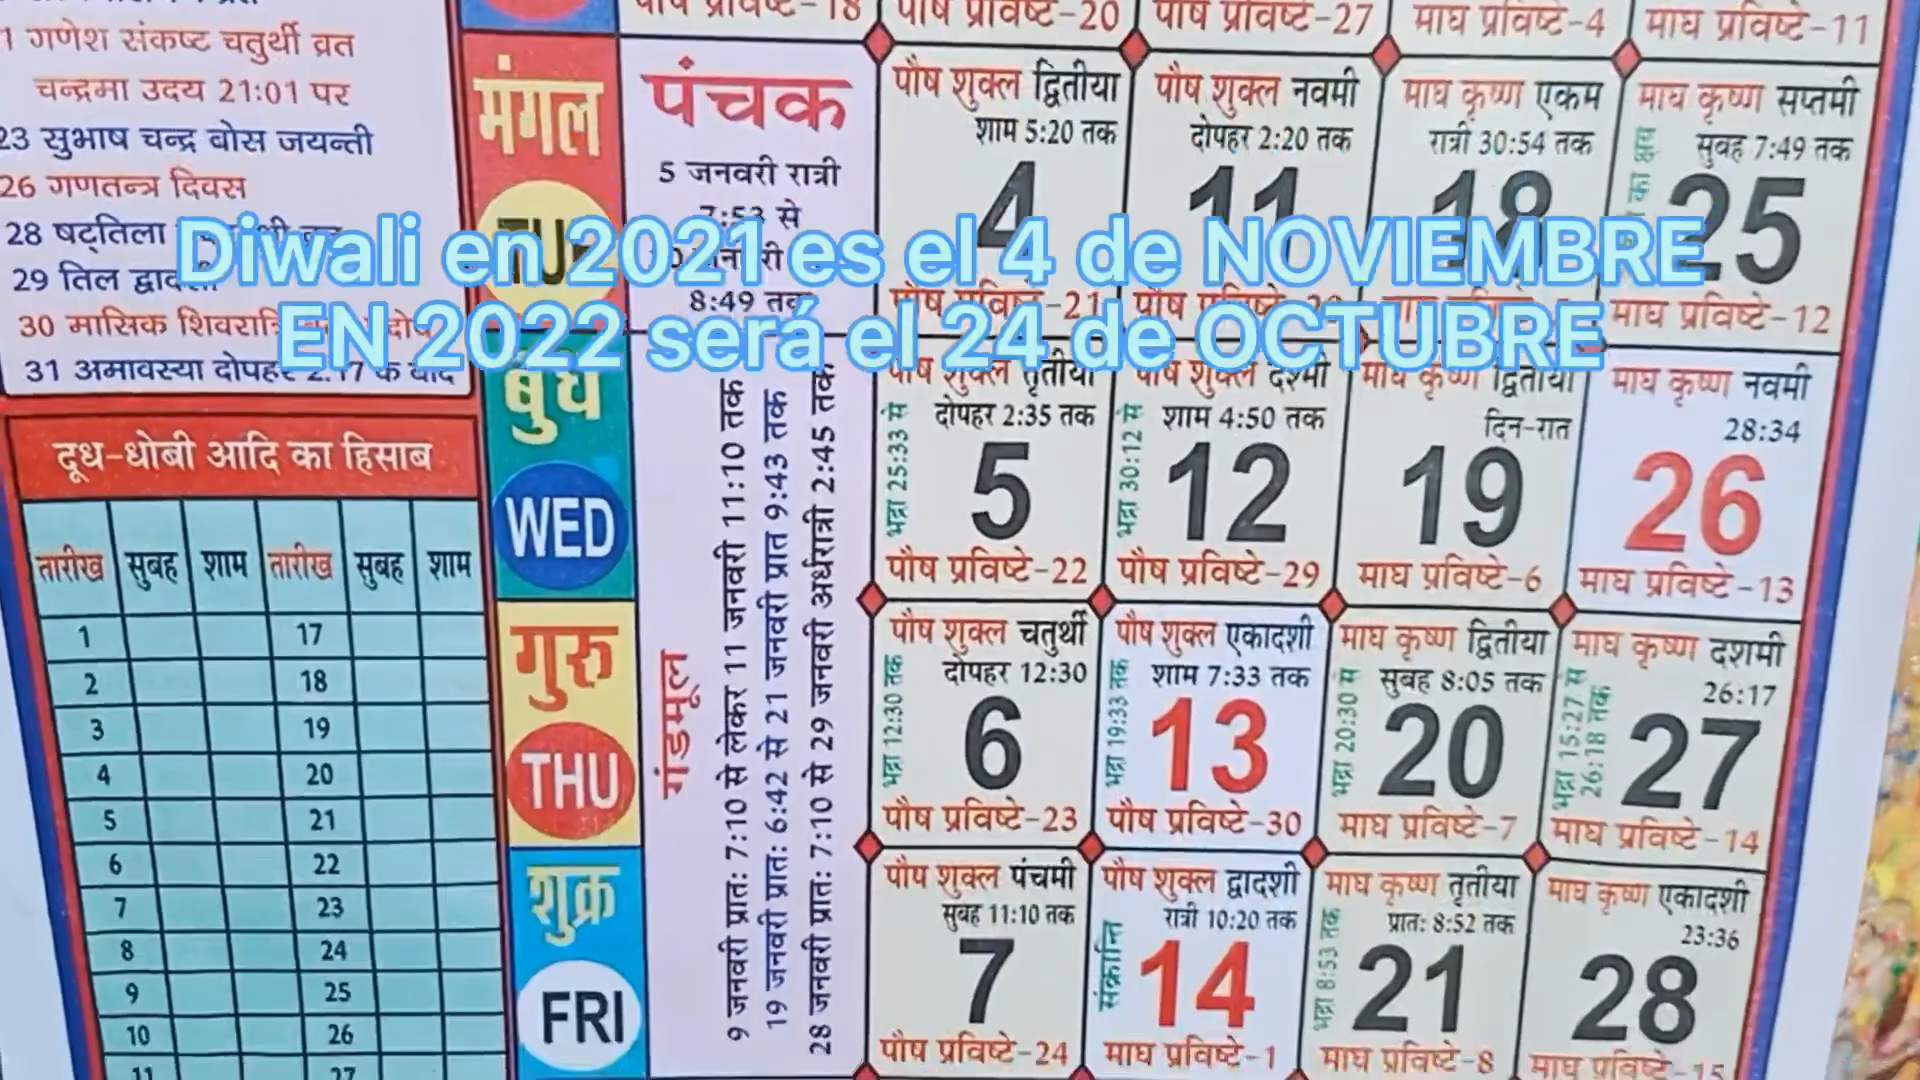 1 गणेश संकष्ट चतुर्थी व्रत
चन्द्रमा उदय 21:01 पर
23 सुभाष चन्द्र बोस जयन्ती
26 गणतन्त्र दिवस
28 षट्तिला
29 तिल द्वादशी
30 मासिक शिवरात्रि
31 अमावस्या दोपहर 2:17 के बाद
Diwali en 2021 es el 4 de NOVIEMBRE
EN 2022 será el 24 de OCTUBRE
दूध-धोबी आदि का हिसाब
तारीख सुबह शाम तारीख सुबह शाम
1 17
2 18
3 19
4 20
5 21
6 22
7 23
8 24
9 25
10 26
11 27
पौष प्रविष्टे-18 पौष प्रविष्टे-20 पौष प्रविष्टे-27 माघ प्रविष्टे-4 माघ प्रविष्टे-11
मंगल
TUE
पंचक
5 जनवरी रात्री
7:53 से
8:49 तक
पौष शुक्ल द्वितीया
शाम 5:20 तक
4
पौष प्रविष्टे-21
पौष शुक्ल नवमी
दोपहर 2:20 तक
11
माघ कृष्ण एकम
रात्री 30:54 तक
18
माघ कृष्ण सप्तमी
सुबह 7:49 तक
25
माघ प्रविष्टे-12
बुध
WED
गंडमूल
9 जनवरी प्रात: 7:10 से लेकर 11 जनवरी 11:10 तक
19 जनवरी प्रात: 6:42 से 21 जनवरी प्रात 9:43 तक
28 जनवरी प्रात: 7:10 से 29 जनवरी अर्धरात्री 2:45 तक
पौष शुक्ल तृतीया
दोपहर 2:35 तक
भद्रा 25:33 से
5
पौष प्रविष्टे-22
पौष शुक्ल दश्मी
शाम 4:50 तक
भद्रा 30:12 से
12
पौष प्रविष्टे-29
माघ कृष्ण द्वितीया
दिन-रात
19
माघ प्रविष्टे-6
माघ कृष्ण नवमी
28:34
26
माघ प्रविष्टे-13
गुरु
THU
पौष शुक्ल चतुर्थी
दोपहर 12:30
भद्रा 12:30 तक
6
पौष प्रविष्टे-23
पौष शुक्ल एकादशी
शाम 7:33 तक
भद्रा 19:33 तक
13
पौष प्रविष्टे-30
माघ कृष्ण द्वितीया
सुबह 8:05 तक
भद्रा 20:30 से
20
माघ प्रविष्टे-7
माघ कृष्ण दशमी
26:17
भद्रा 15:27 से
26:18 तक
27
माघ प्रविष्टे-14
शुक्र
FRI
पौष शुक्ल पंचमी
सुबह 11:10 तक
7
पौष प्रविष्टे-24
पौष शुक्ल द्वादशी
रात्री 10:20 तक
संक्रान्ति
14
माघ प्रविष्टे-1
माघ कृष्ण तृतीया
प्रात: 8:52 तक
भद्रा 8:53 तक
21
माघ प्रविष्टे-8
माघ कृष्ण एकादशी
23:36
28
माघ प्रविष्टे-15